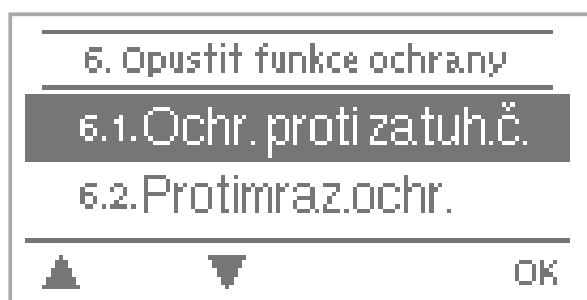 6. Opustit funkce ochrany
6.1.Ochr. proti zatuh.č.
6.2.Protimraz.ochr.
▲ ▼ OK